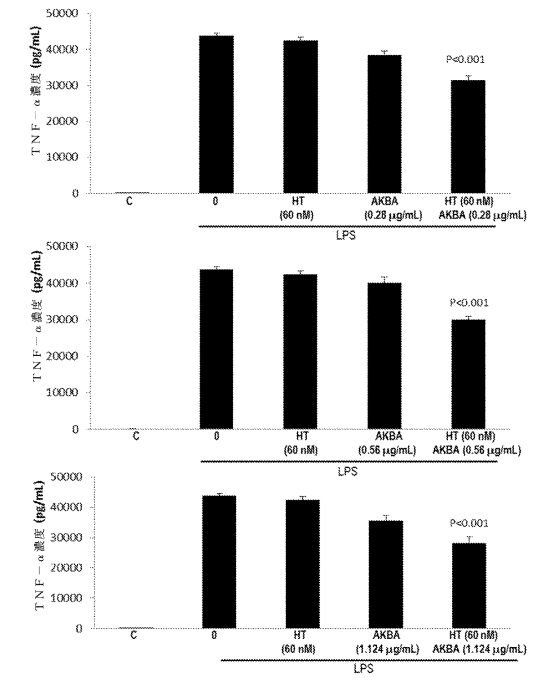 50000
40000
30000
20000
10000
0
TNF-α濃度 (pg/mL)
P<0.001
C
0
HT
(60 nM)
AKBA
(0.28 μg/mL)
HT (60 nM)
AKBA (0.28 μg/mL)
LPS
50000
40000
30000
20000
10000
0
TNF-α濃度 (pg/mL)
P<0.001
C
0
HT
(60 nM)
AKBA
(0.56 μg/mL)
HT (60 nM)
AKBA (0.56 μg/mL)
LPS
50000
40000
30000
20000
10000
0
TNF-α濃度 (pg/mL)
P<0.001
C
0
HT
(60 nM)
AKBA
(1.124 μg/mL)
HT (60 nM)
AKBA (1.124 μg/mL)
LPS